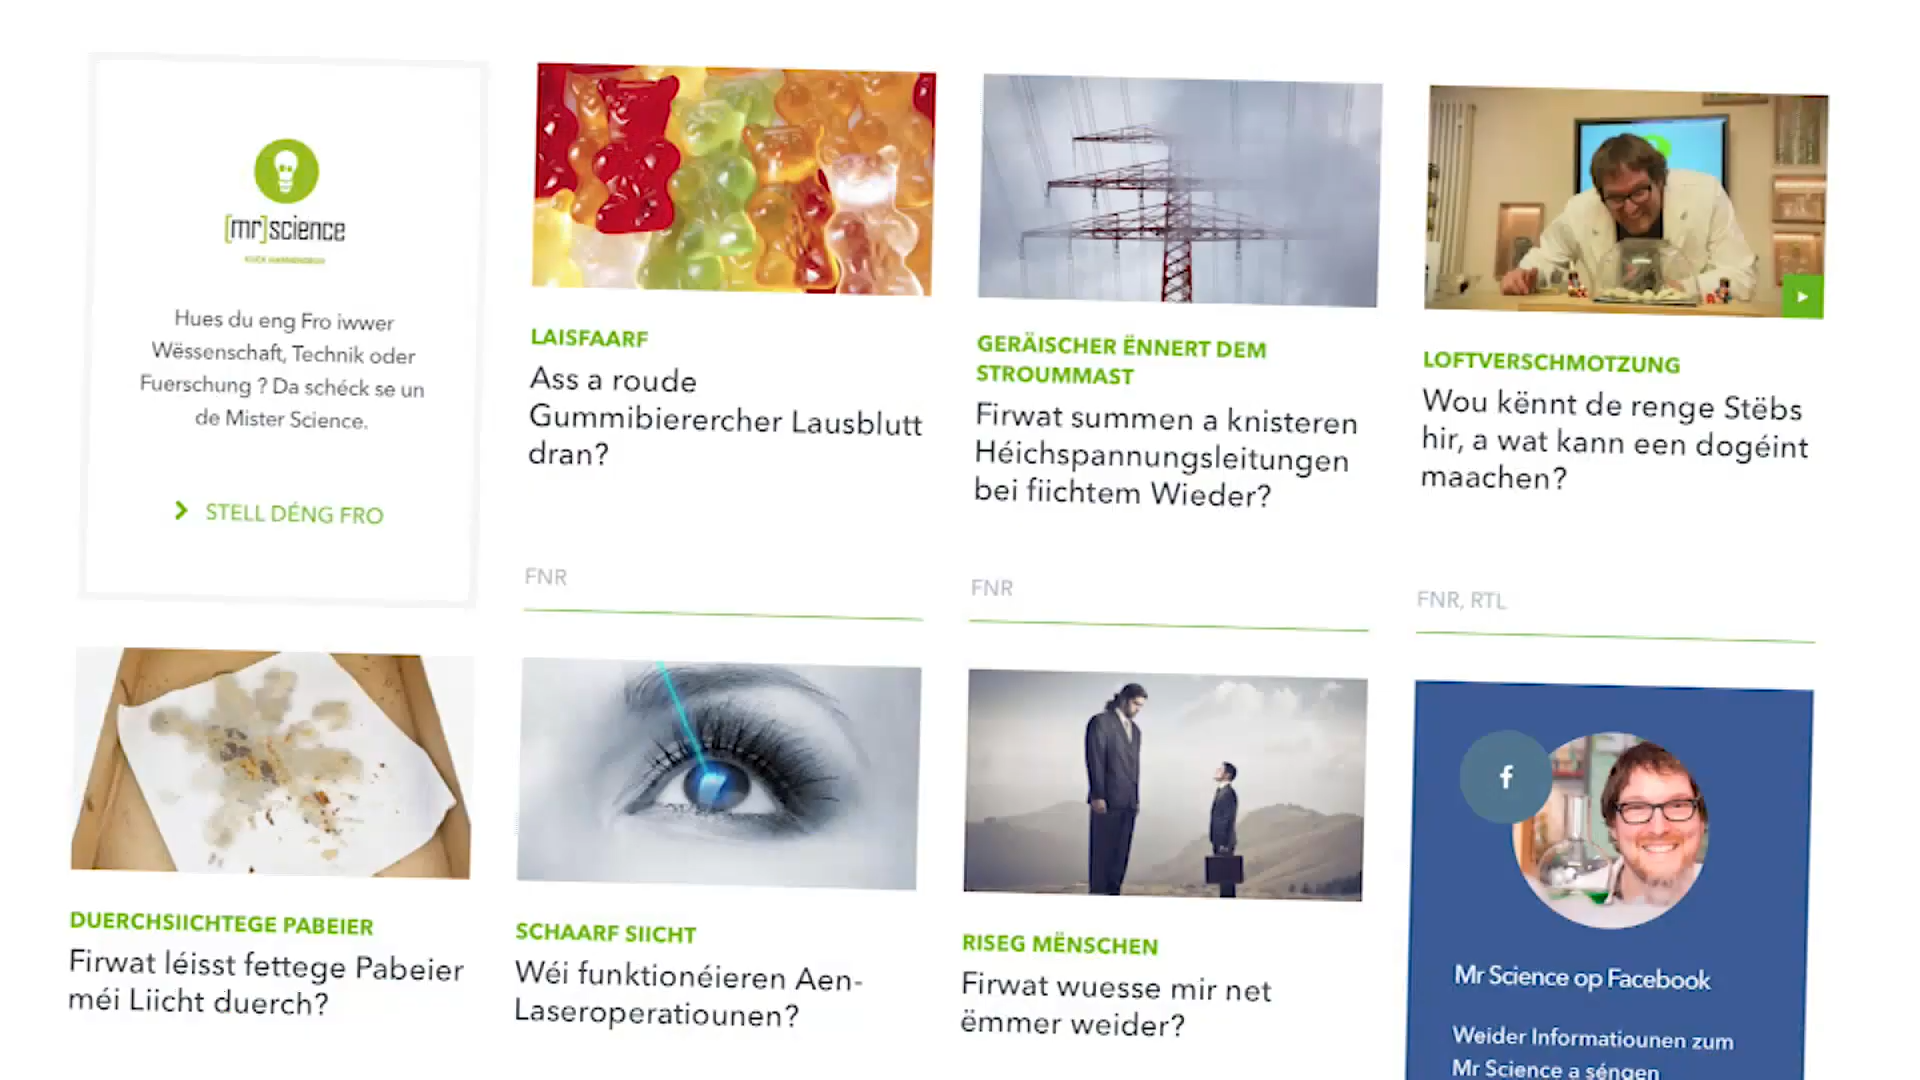 [mr]science
Hues du eng Fro iwwer
Wëssenschaft, Technik oder
Fuerschung ? Da schéck se un
de Mister Science.
STELL DÉNG FRO
LAISFAARF
Ass a roude
Gummibierercher Lausblutt
dran?
FNR
GERÄISCHER ËNNERT DEM
STROUMMAST
Firwat summen a knisteren
Héichspannungsleitungen
bei fiichtem Wieder?
FNR
LOFTVERSCHMOTZUNG
Wou kënnt de renge Stëbs
hir, a wat kann een dogéint
maachen?
FNR, RTL
DUERCHSIICHTEGE PABEIER
Firwat léisst fettege Pabeier
méi Liicht duerch?
SCHAARF SIICHT
Wéi funktionéieren Aen-
Laseroperatiounen?
RISEG MËNSCHEN
Firwat wuesse mir net
ëmmer weider?
f
Mr Science op Facebook
Weider Informatiounen zum
Mr Science a séngen